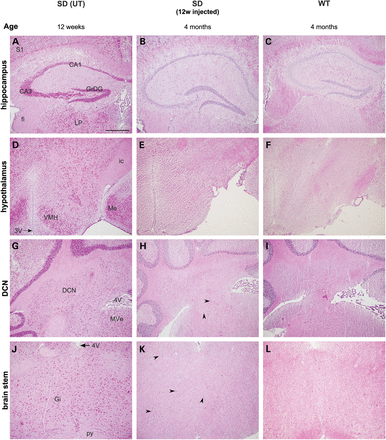 SD (UT)
SD
(12w injected)
WT
Age
12 weeks
4 months
4 months
hippocampus
A
S1
CA1
CA3
GrDG
fi
LP
B
C
hypothalamus
D
ic
VMH
Me
3V
E
F
DCN
G
DCN
4V
MVe
H
I
brain stem
J
4V
Gi
py
K
L